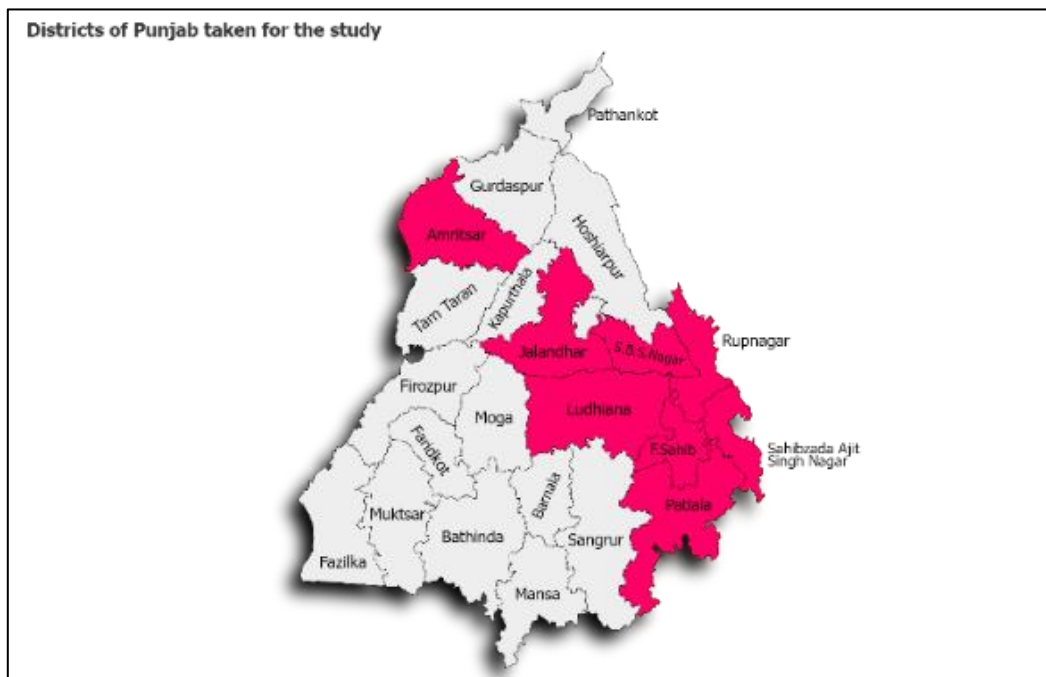 Districts of Punjab taken for the study
Pathankot
Gurdaspur
Hoshiarpur
Amritsar
Kapurthala
Tarn Taran
Rupnagar
Jalandhar
S.B.S.Nagar
Firozpur
Moga
Ludhiana
Faridkot
F.Sahib
Sahibzada Ajit
Singh Nagar
Barnala
Patiala
Muktsar
Bathinda
Sangrur
Fazilka
Mansa